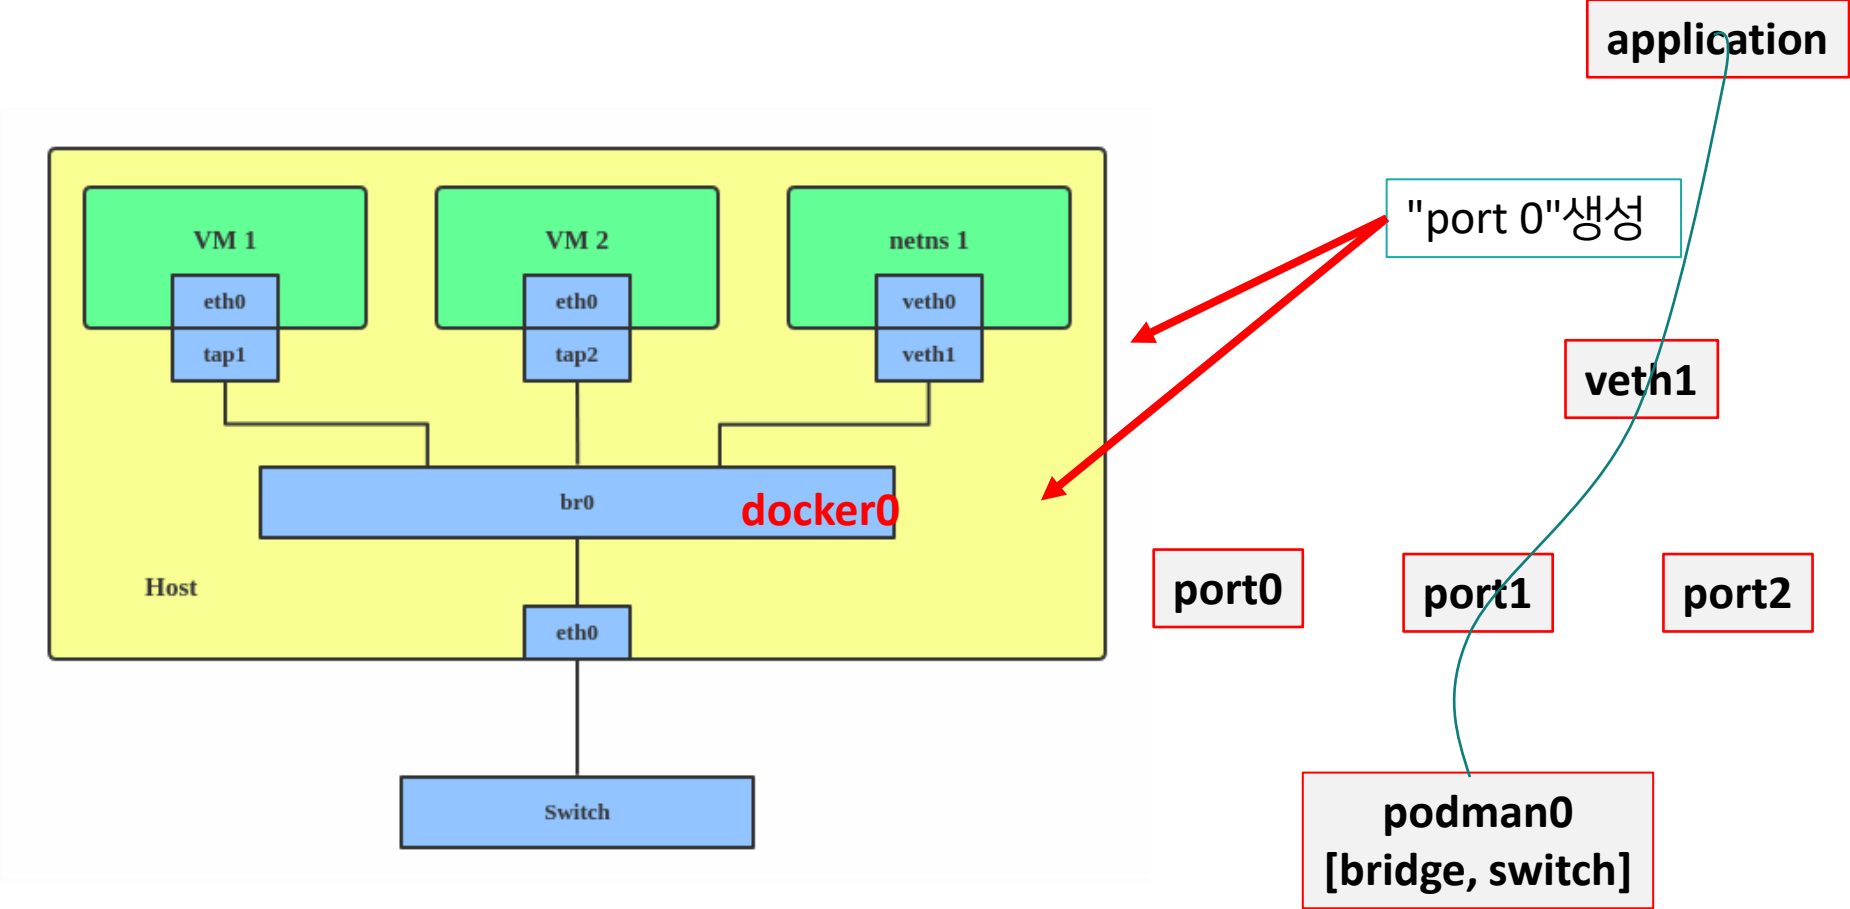 application
"port 0"생성
VM 1
VM 2
netns 1
eth0
eth0
veth0
tap1
tap2
veth1
veth1
br0
docker0
Host
eth0
port0
port1
port2
Switch
podman0
[bridge, switch]